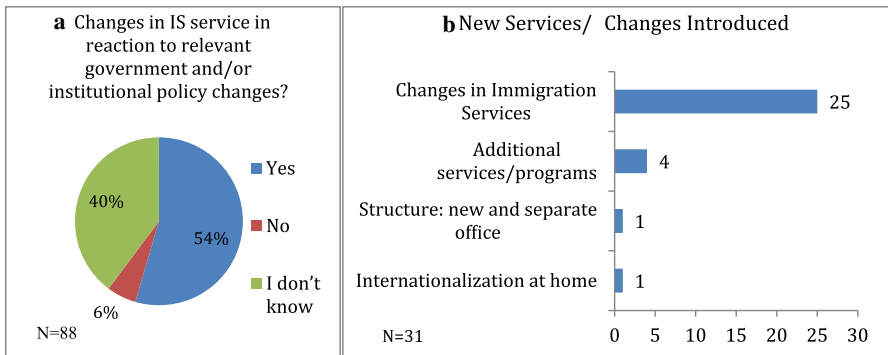 a Changes in IS service in
reaction to relevant
government and/or
institutional policy changes?
40%
54%
6%
Yes
No
I don't
know
N=88
b New Services/ Changes Introduced
Changes in Immigration
Services
25
Additional
services/programs
4
Structure: new and separate
office
1
Internationalization at home
1
0 5 10 15 20 25 30
N=31